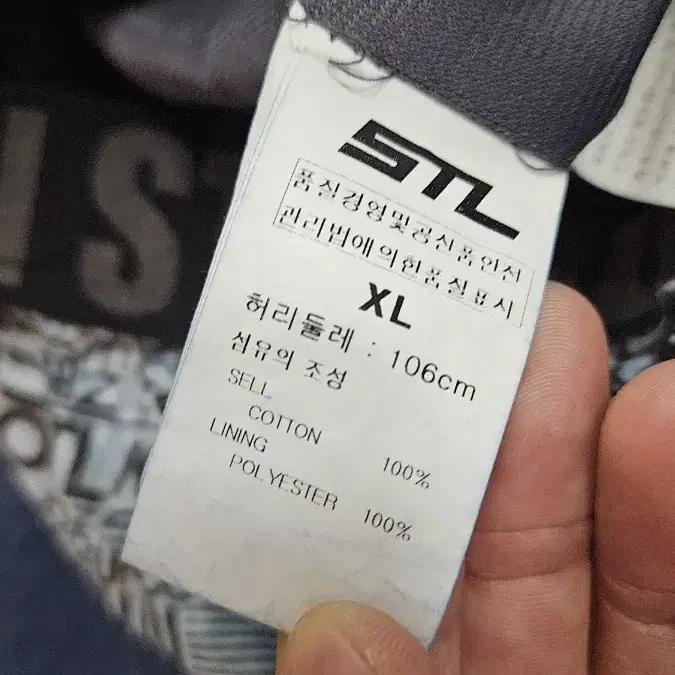 STL
품질경영및공산품안전
관리법에의한품질표시
XL
허리둘레 : 106cm
섬유의 조성
SELL
COTTON 100%
LINING
POLYESTER 100%
S